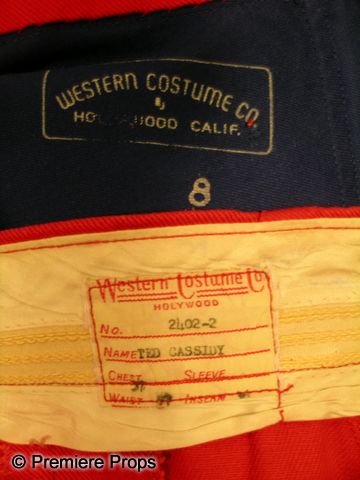 WESTERN COSTUME CO.
HOLLYWOOD CALIF.
8
Western Costume Co.
HOLYWOOD
No. 2402-2
NAME TED CASSIDY
CHEST SLEEVE
WAIST INSEAM
© Premiere Props